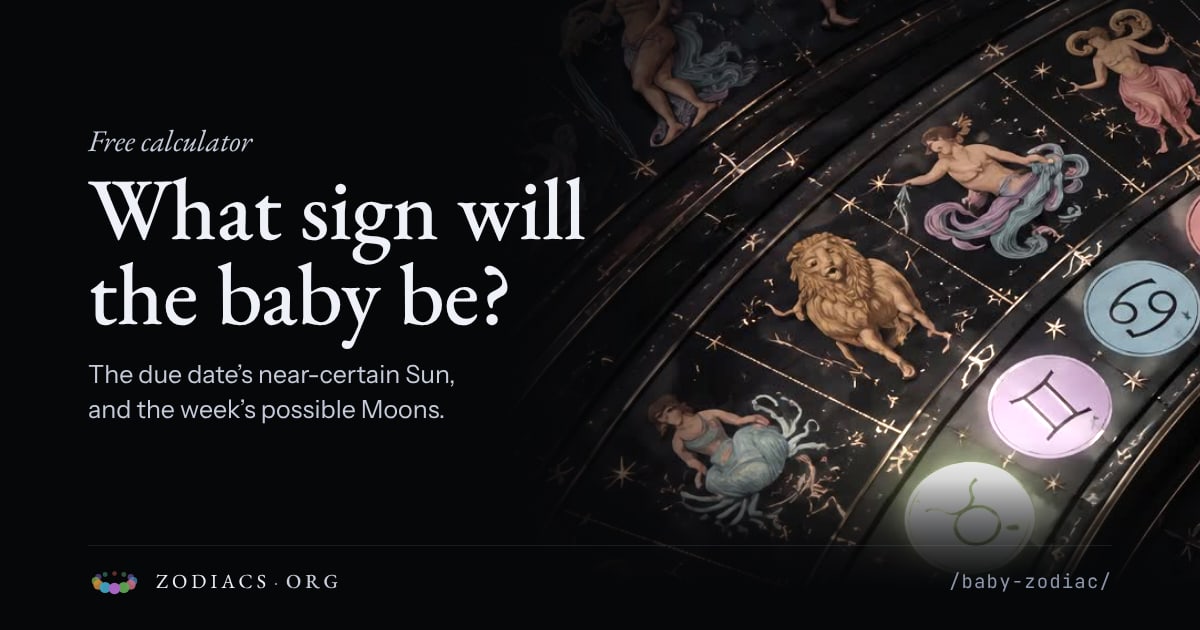 Free calculator
What sign will
the baby be?
The due date’s near-certain Sun,
and the week’s possible Moons.
ZODIACS·ORG
/baby-zodiac/